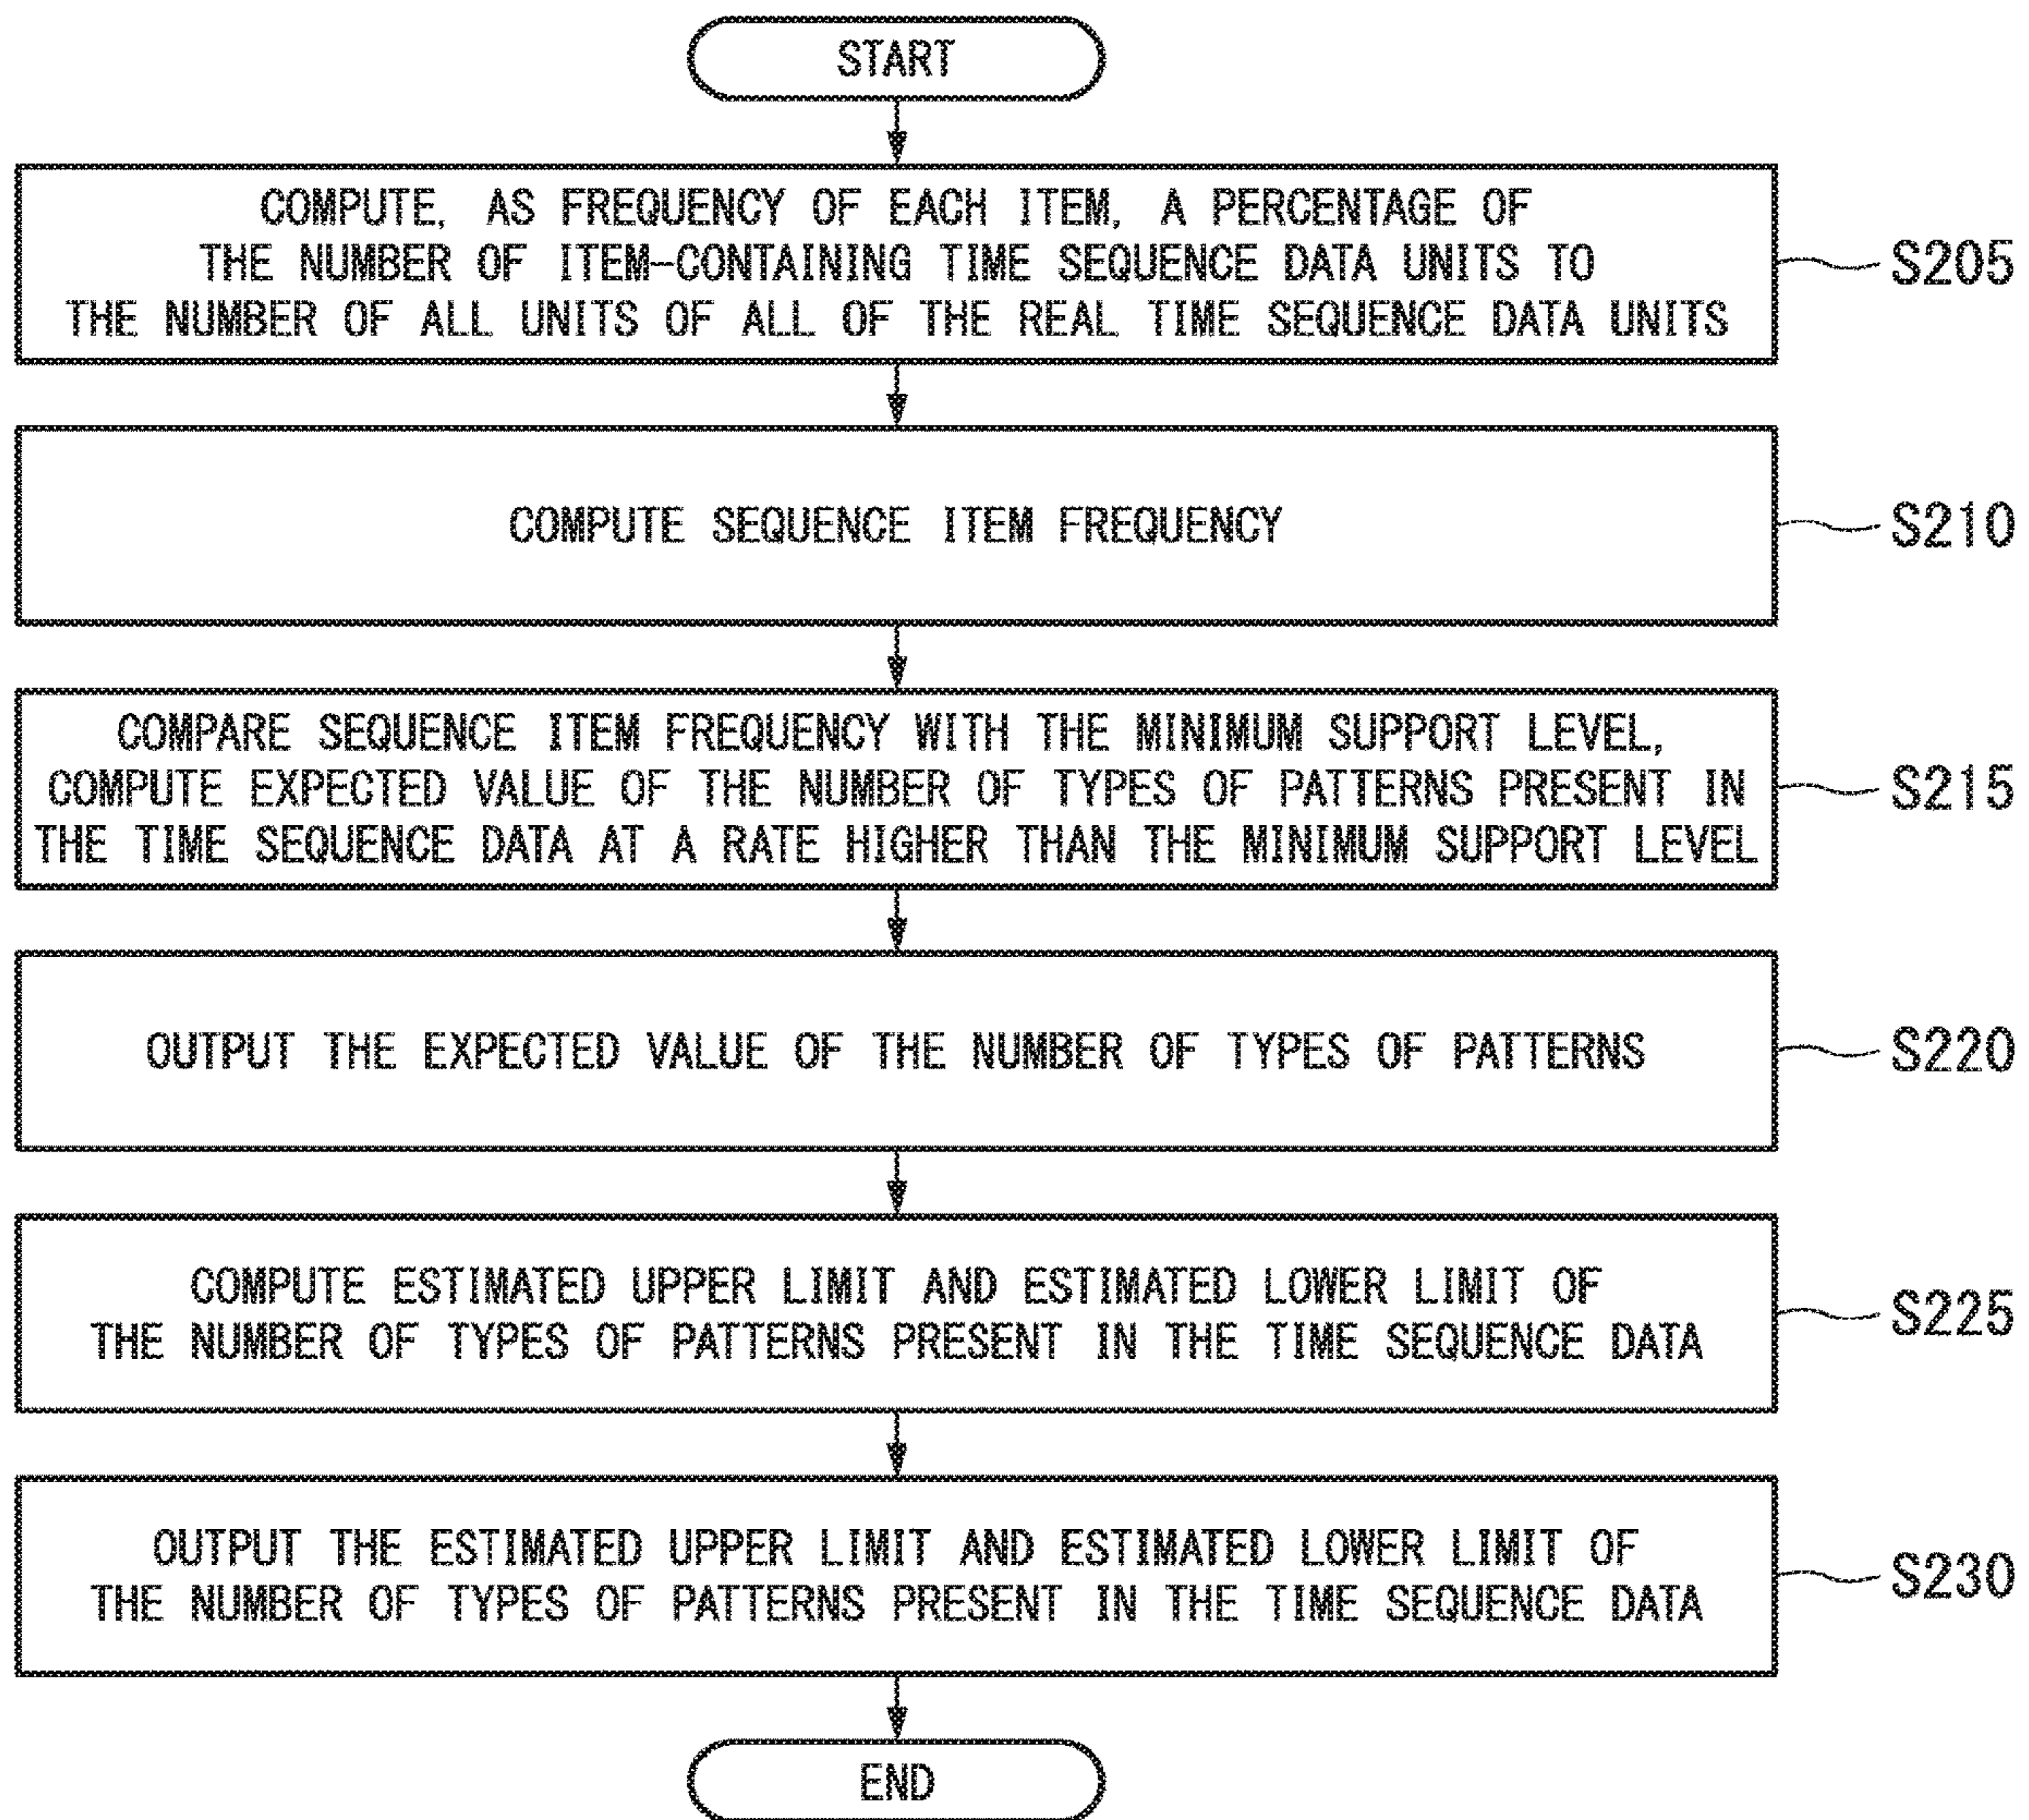 START
COMPUTE, AS FREQUENCY OF EACH ITEM, A PERCENTAGE OF
THE NUMBER OF ITEM-CONTAINING TIME SEQUENCE DATA UNITS TO
THE NUMBER OF ALL UNITS OF ALL OF THE REAL TIME SEQUENCE DATA UNITS
S205
COMPUTE SEQUENCE ITEM FREQUENCY
S210
COMPARE SEQUENCE ITEM FREQUENCY WITH THE MINIMUM SUPPORT LEVEL,
COMPUTE EXPECTED VALUE OF THE NUMBER OF TYPES OF PATTERNS PRESENT IN
THE TIME SEQUENCE DATA AT A RATE HIGHER THAN THE MINIMUM SUPPORT LEVEL
S215
OUTPUT THE EXPECTED VALUE OF THE NUMBER OF TYPES OF PATTERNS
S220
COMPUTE ESTIMATED UPPER LIMIT AND ESTIMATED LOWER LIMIT OF
THE NUMBER OF TYPES OF PATTERNS PRESENT IN THE TIME SEQUENCE DATA
S225
OUTPUT THE ESTIMATED UPPER LIMIT AND ESTIMATED LOWER LIMIT OF
THE NUMBER OF TYPES OF PATTERNS PRESENT IN THE TIME SEQUENCE DATA
S230
END